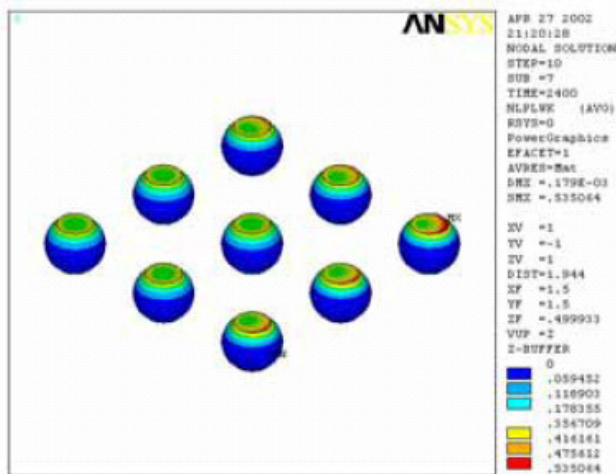 ANSYS
APR 27 2002
21:20:28
NODAL SOLUTION
STEP=10
SUB =7
TIME=2400
NLPLWK (AVG)
RSYS=0
PowerGraphics
EFACET=1
AVRES=Mat
DMX =.179E-03
SMX =.535064
MX
XV =1
YV =-1
ZV =1
DIST=1.944
XF =1.5
YF =1.5
ZF =.499933
VUP =Z
Z-BUFFER
0
.059452
.118903
.178355
.356709
.416161
.475612
.535064